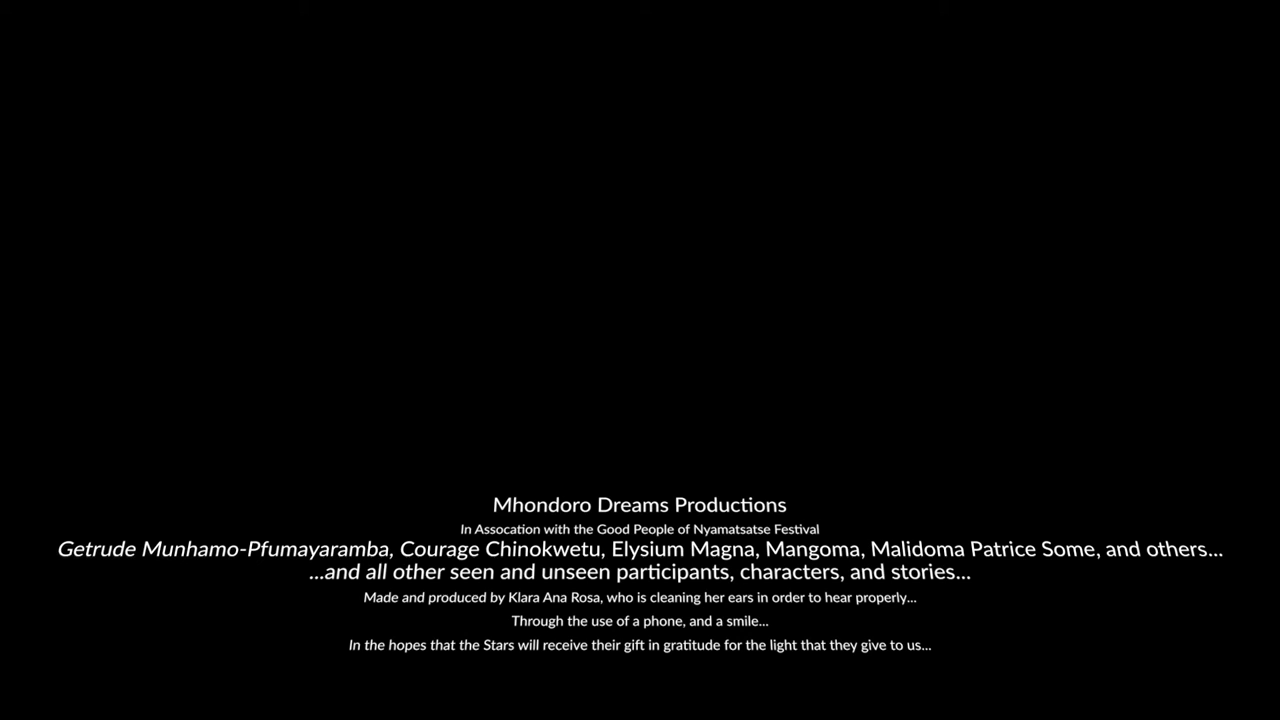 Mhondoro Dreams Productions
In Assocation with the Good People of Nyamatsatse Festival
Getrude Munhamo-Pfumayaramba, Courage Chinokwetu, Elysium Magna, Mangoma, Malidoma Patrice Some, and others...
...and all other seen and unseen participants, characters, and stories...
Made and produced by Klara Ana Rosa, who is cleaning her ears in order to hear properly...
Through the use of a phone, and a smile...
In the hopes that the Stars will receive their gift in gratitude for the light that they give to us...